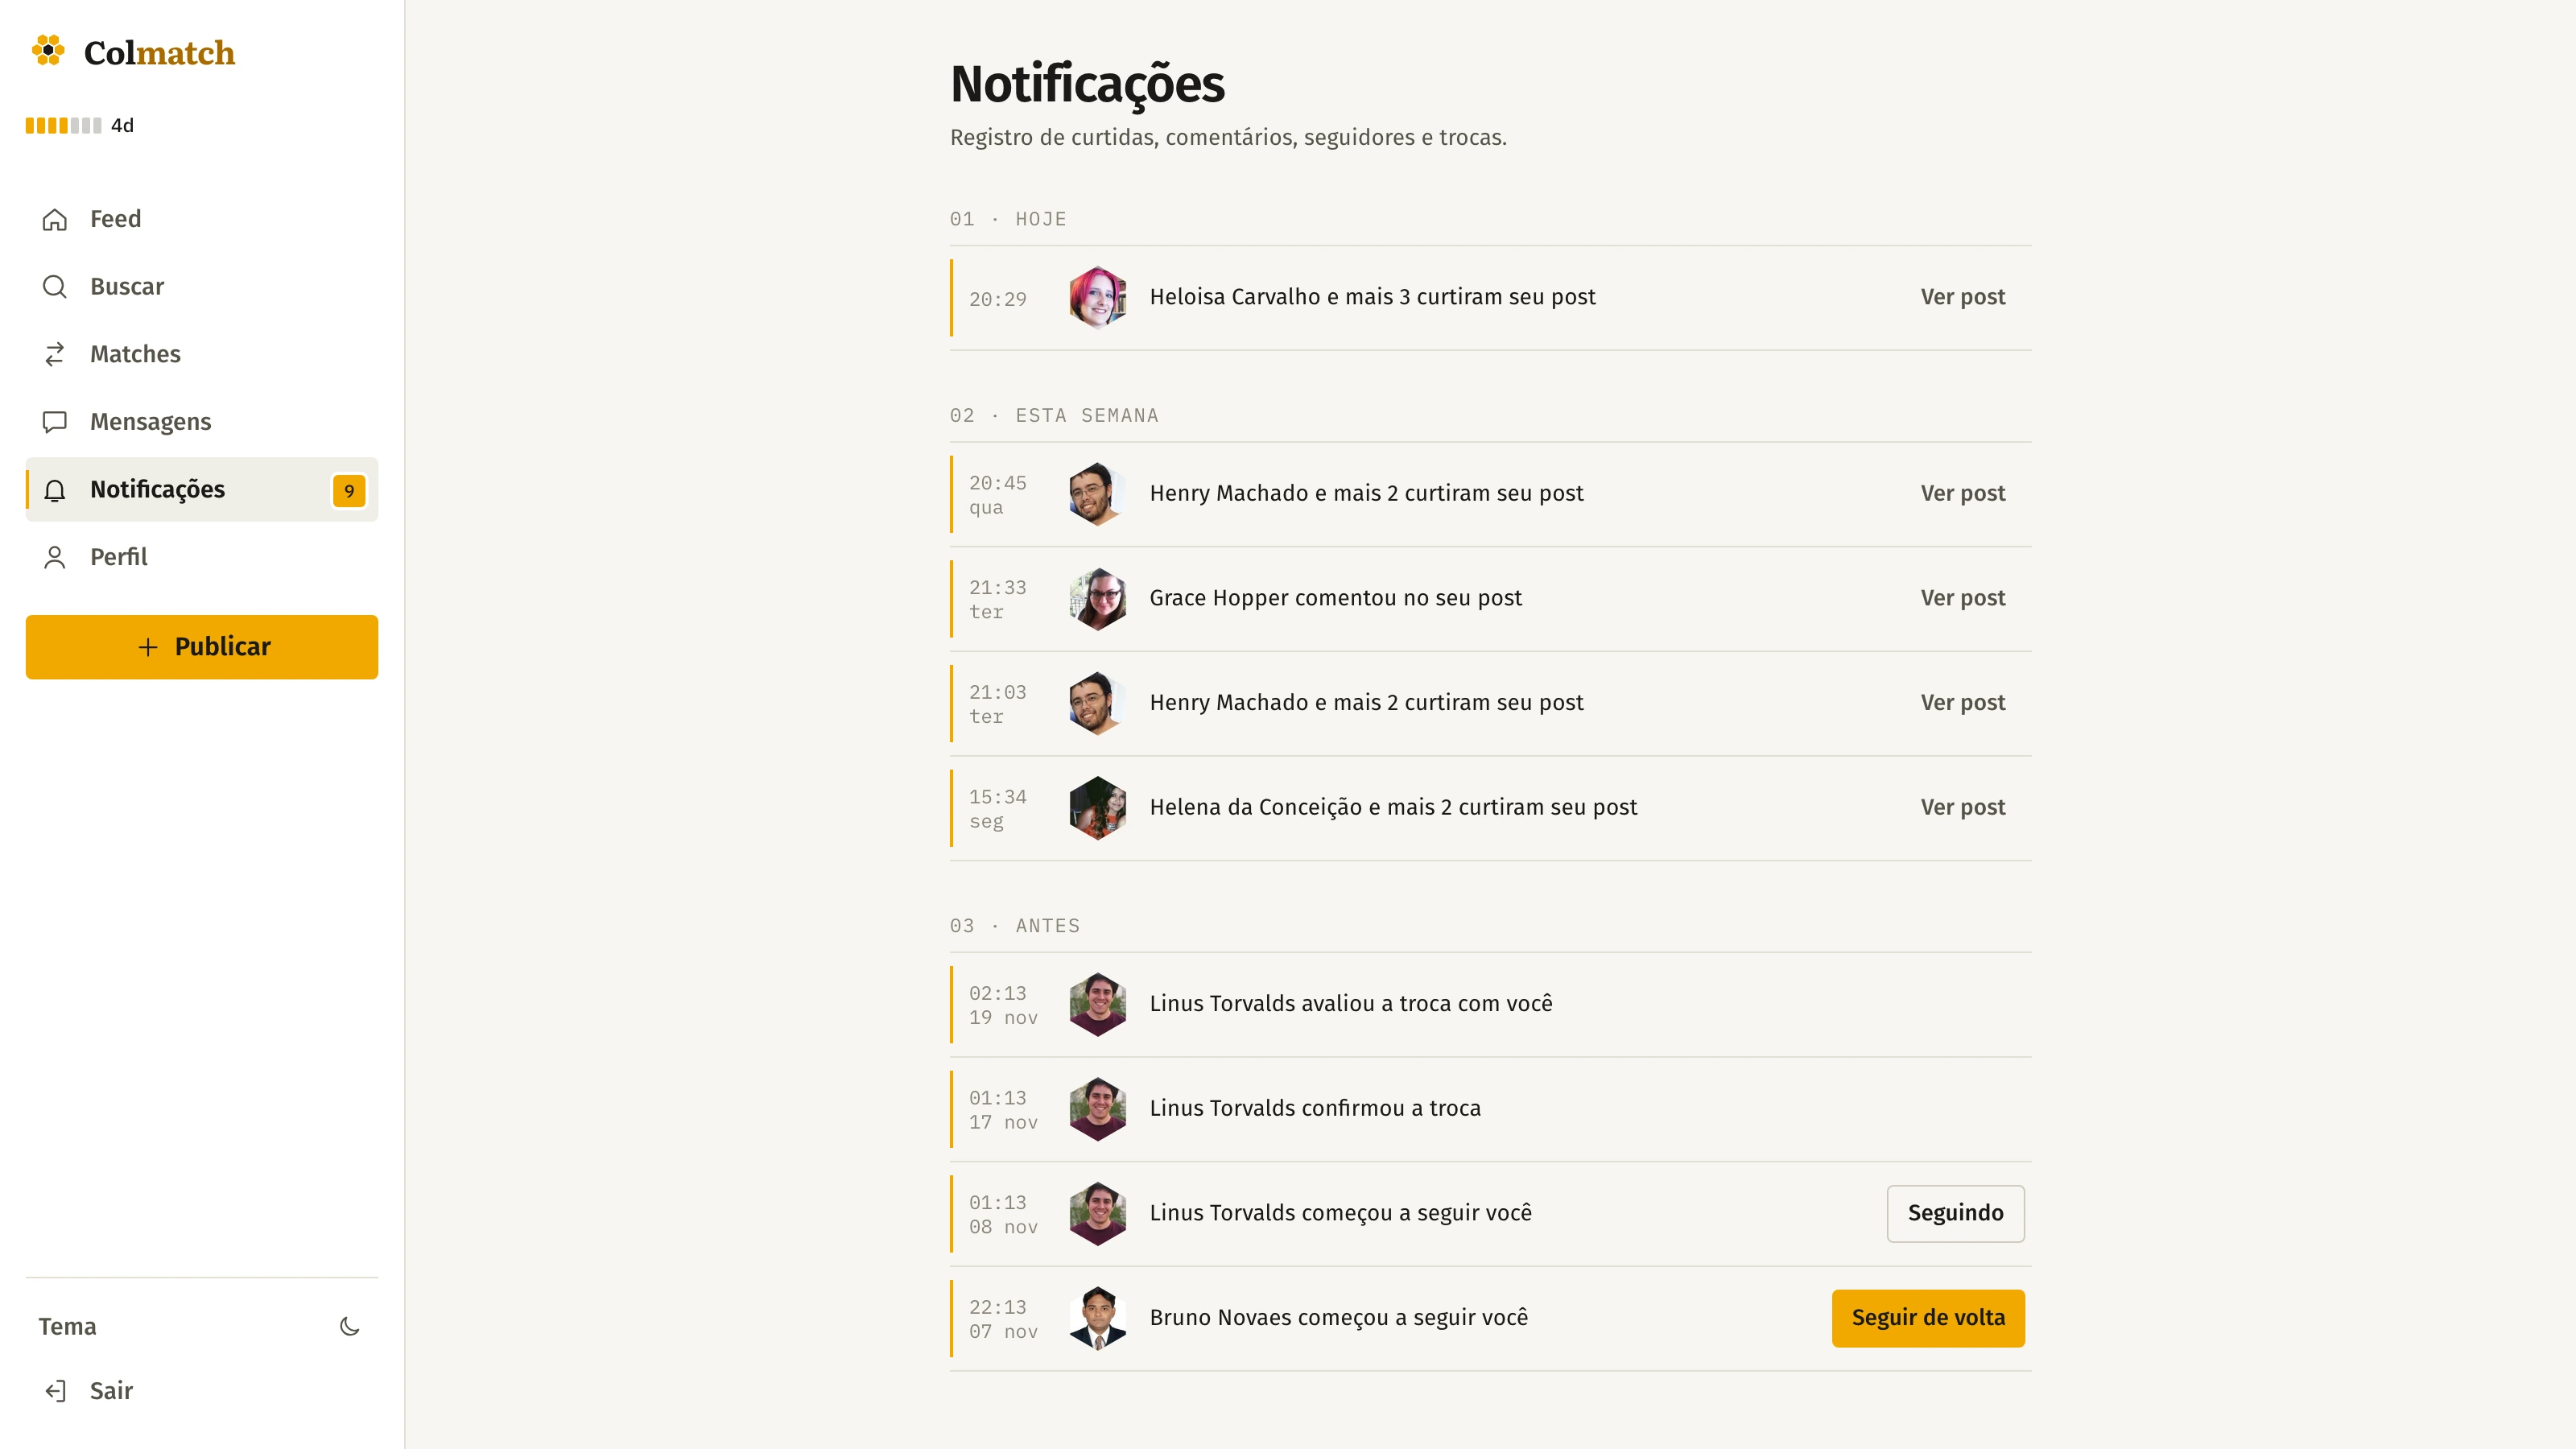 Colmatch
4d
Feed
Buscar
Matches
Mensagens
Notificações 9
Perfil
+ Publicar
Tema
Sair
Notificações
Registro de curtidas, comentários, seguidores e trocas.
01 · HOJE
20:29 Heloisa Carvalho e mais 3 curtiram seu post Ver post
02 · ESTA SEMANA
20:45 qua Henry Machado e mais 2 curtiram seu post Ver post
21:33 ter Grace Hopper comentou no seu post Ver post
21:03 ter Henry Machado e mais 2 curtiram seu post Ver post
15:34 seg Helena da Conceição e mais 2 curtiram seu post Ver post
03 · ANTES
02:13 19 nov Linus Torvalds avaliou a troca com você
01:13 17 nov Linus Torvalds confirmou a troca
01:13 08 nov Linus Torvalds começou a seguir você Seguindo
22:13 07 nov Bruno Novaes começou a seguir você Seguir de volta